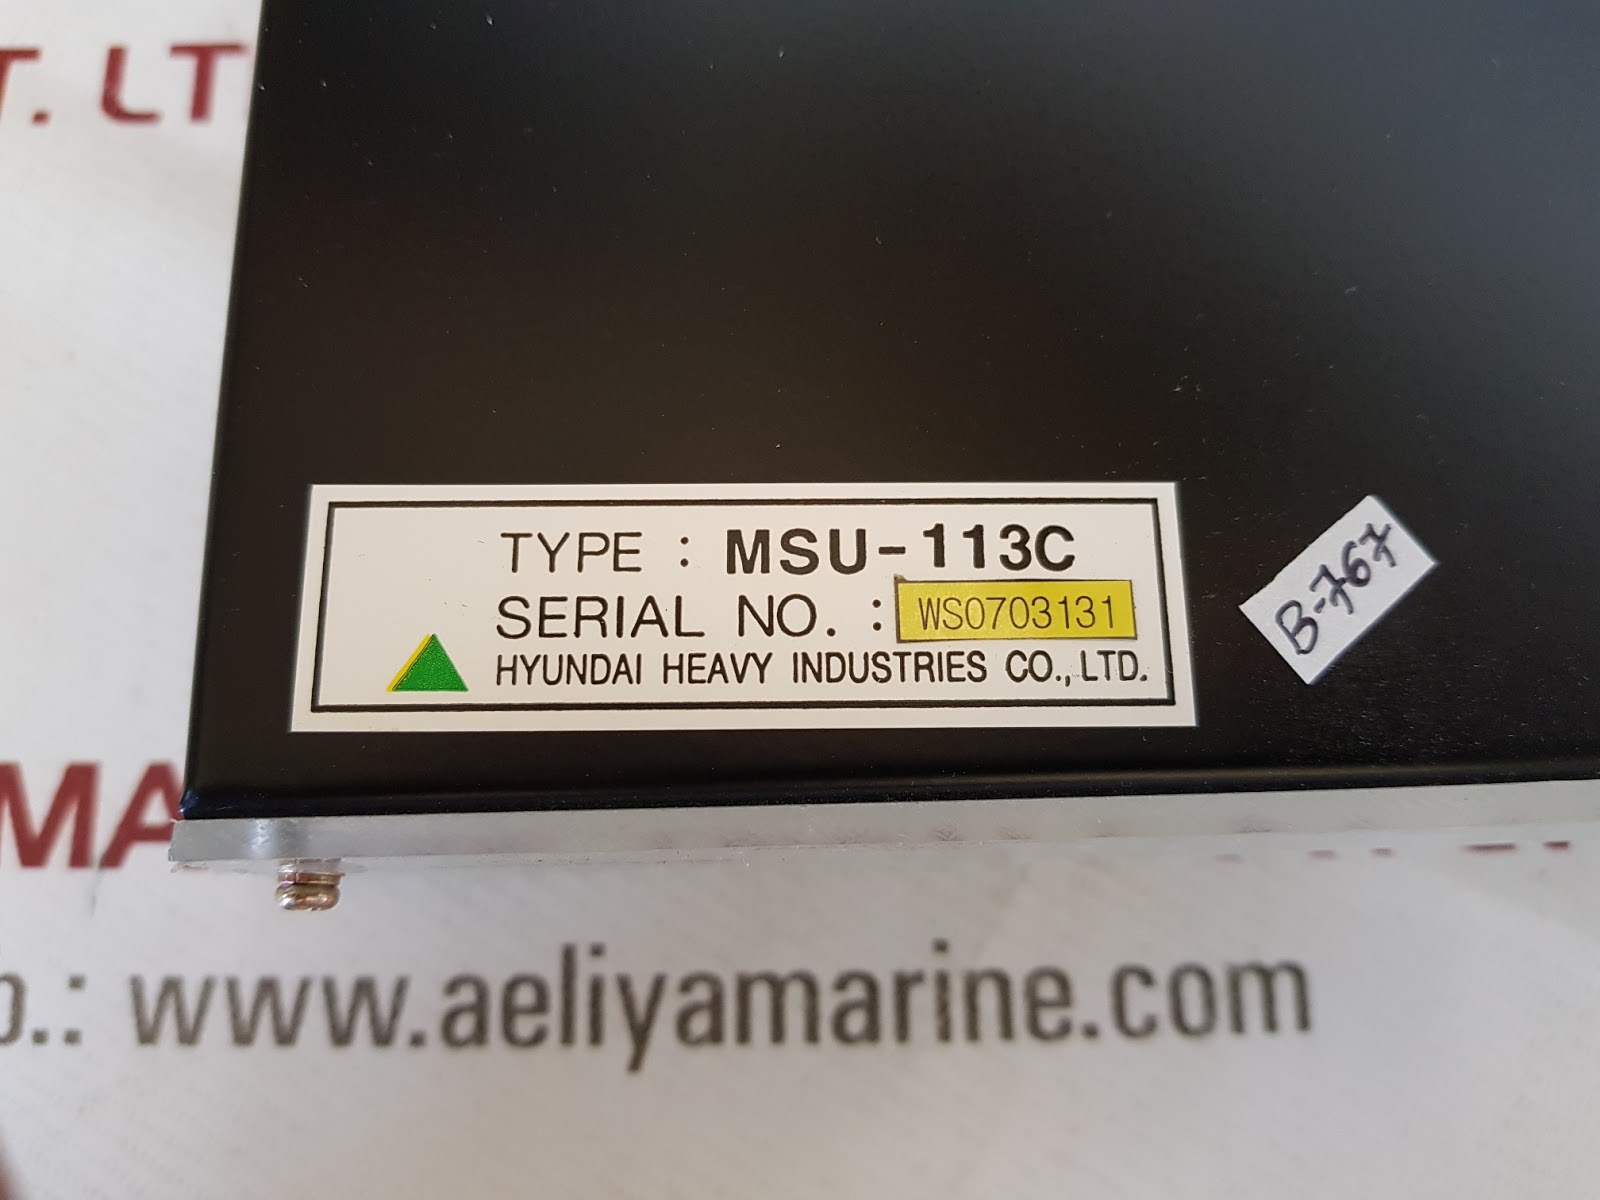 T. LT
TYPE : MSU-113C
SERIAL NO. : WS0703131
HYUNDAI HEAVY INDUSTRIES CO.,LTD.
B-767
MA
b.: www.aeliyamarine.com